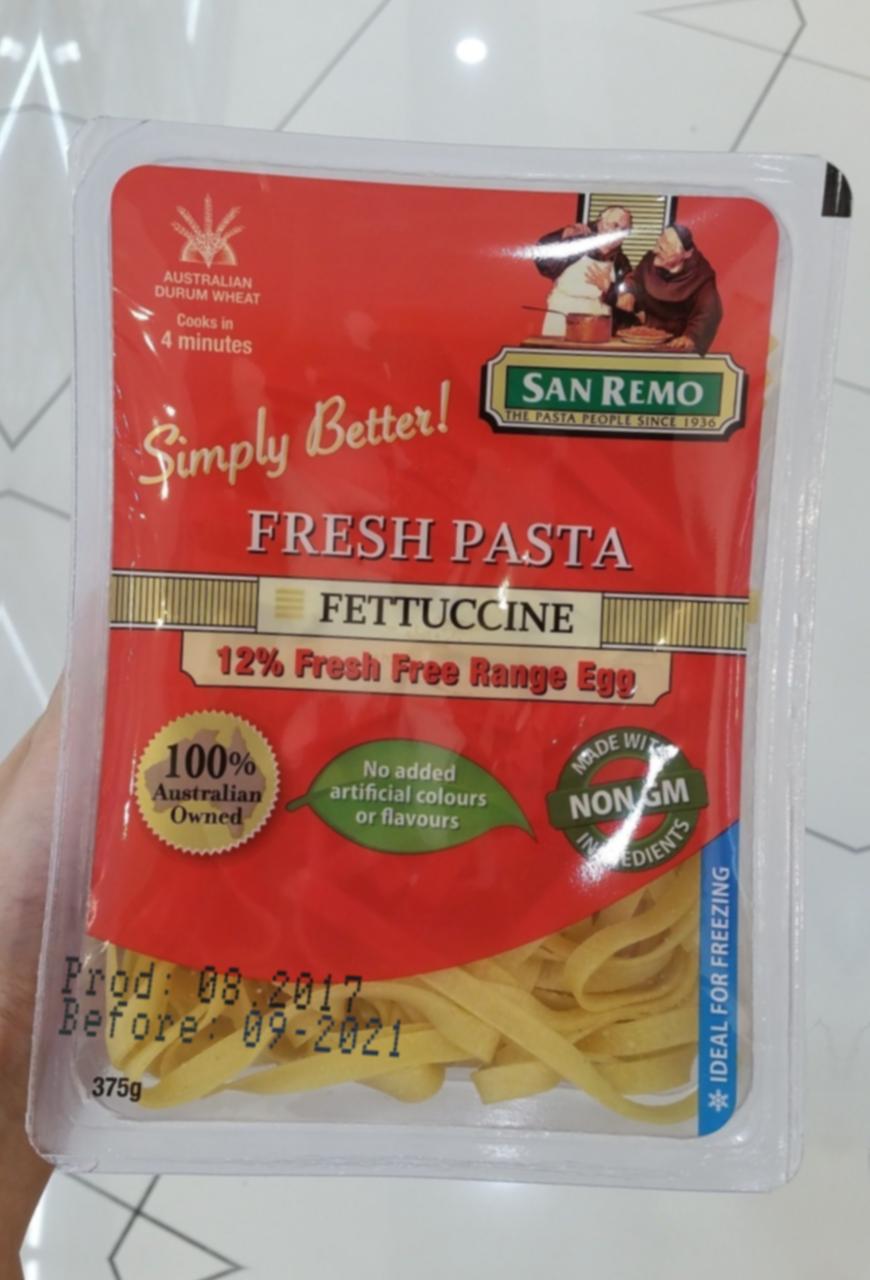 AUSTRALIAN
DURUM WHEAT
Cooks in
4 minutes
SAN REMO
THE PASTA PEOPLE SINCE 1936
Simply Better!
FRESH PASTA
FETTUCCINE
12% Fresh Free Range Egg
100%
Australian
Owned
No added
artificial colours
or flavours
MADE WITH
NON GM
INGREDIENTS
IDEAL FOR FREEZING
Prod: 08.2017
Before: 09-2021
375g